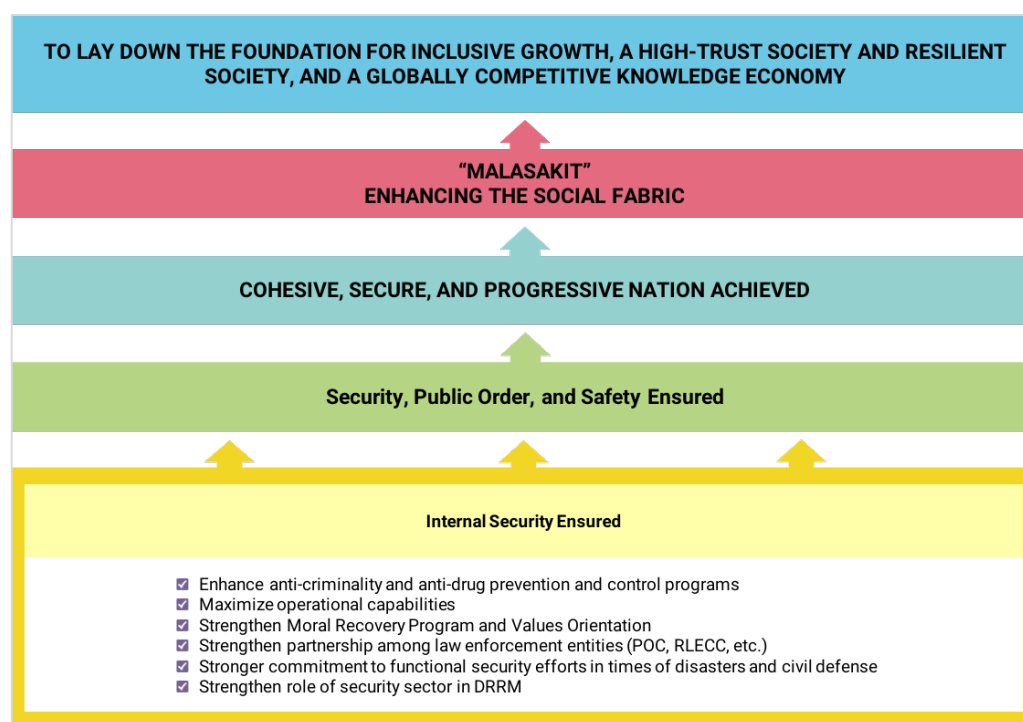 TO LAY DOWN THE FOUNDATION FOR INCLUSIVE GROWTH, A HIGH-TRUST SOCIETY AND RESILIENT
SOCIETY, AND A GLOBALLY COMPETITIVE KNOWLEDGE ECONOMY
“MALASAKIT”
ENHANCING THE SOCIAL FABRIC
COHESIVE, SECURE, AND PROGRESSIVE NATION ACHIEVED
Security, Public Order, and Safety Ensured
Internal Security Ensured
Enhance anti-criminality and anti-drug prevention and control programs
Maximize operational capabilities
Strengthen Moral Recovery Program and Values Orientation
Strengthen partnership among law enforcement entities (POC, RLECC, etc.)
Stronger commitment to functional security efforts in times of disasters and civil defense
Strengthen role of security sector in DRRM